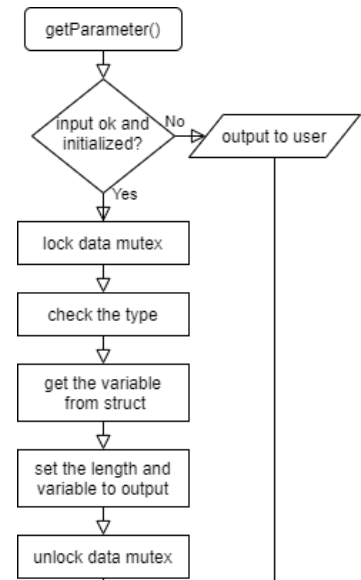 getParameter()
input ok and
initialized?
No
output to user
Yes
lock data mutex
check the type
get the variable
from struct
set the length and
variable to output
unlock data mutex